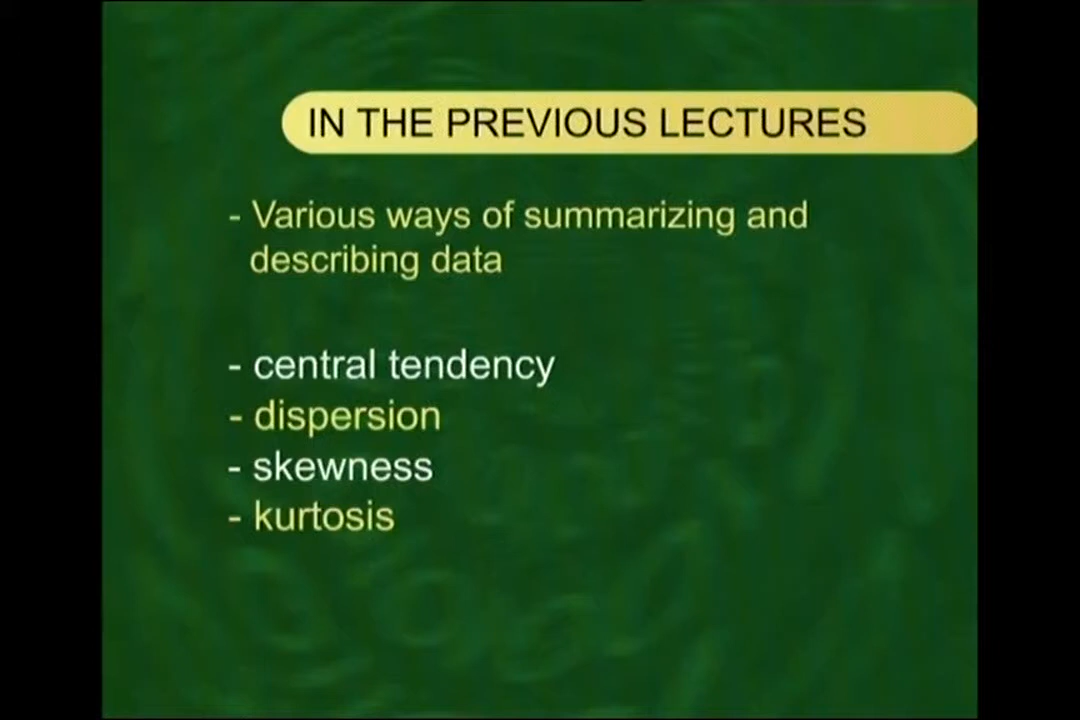 IN THE PREVIOUS LECTURES
- Various ways of summarizing and
describing data
- central tendency
- dispersion
- skewness
- kurtosis